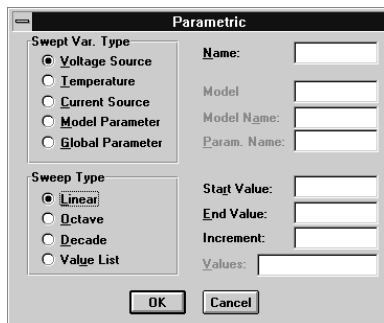 Parametric
Swept Var. Type
Voltage Source
Temperature
Current Source
Model Parameter
Global Parameter
Name:
Model
Model Name:
Param. Name:
Sweep Type
Linear
Octave
Decade
Value List
Start Value:
End Value:
Increment:
Values:
OK
Cancel